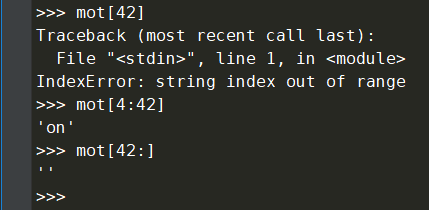 >>> mot[42]
Traceback (most recent call last):
  File "<stdin>", line 1, in <module>
IndexError: string index out of range
>>> mot[4:42]
'on'
>>> mot[42:]
''
>>>